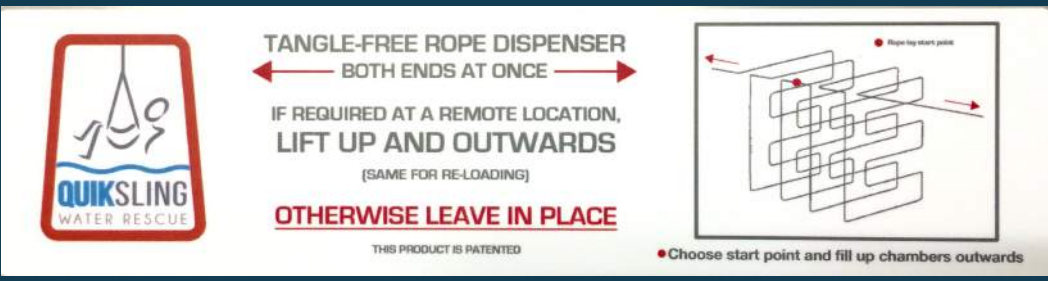 QUIKSLING
WATER RESCUE
TANGLE-FREE ROPE DISPENSER
BOTH ENDS AT ONCE
IF REQUIRED AT A REMOTE LOCATION,
LIFT UP AND OUTWARDS
(SAME FOR RE-LOADING)
OTHERWISE LEAVE IN PLACE
THIS PRODUCT IS PATENTED
Rope lay start point
Choose start point and fill up chambers outwards